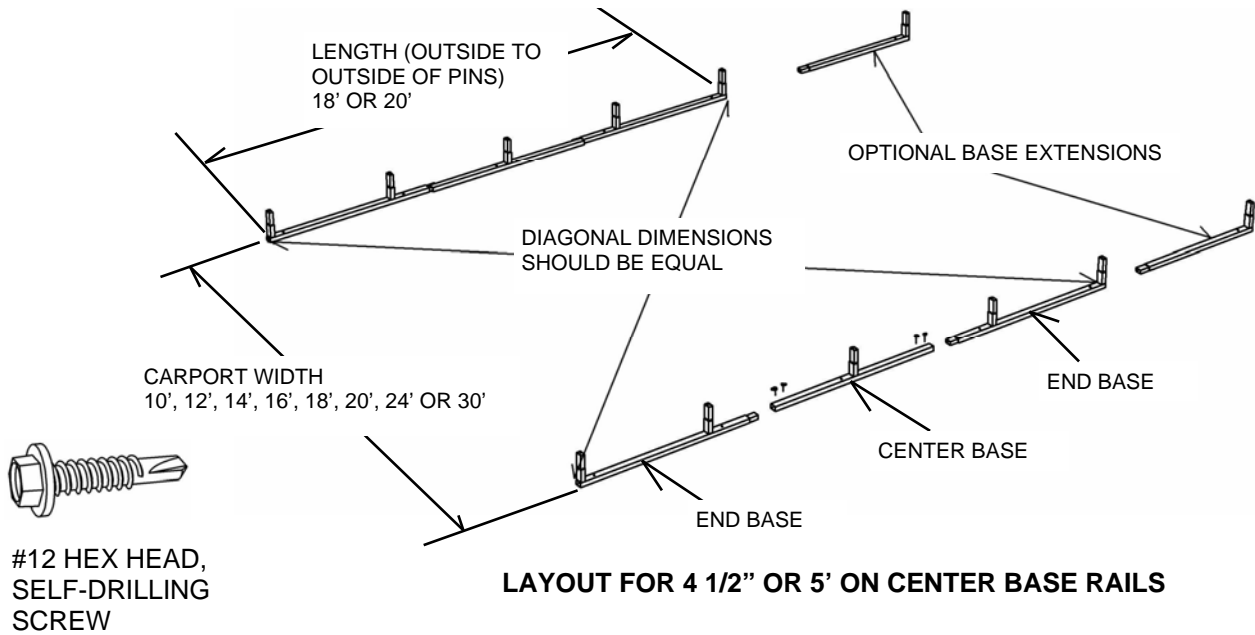 LENGTH (OUTSIDE TO
OUTSIDE OF PINS)
18’ OR 20’
OPTIONAL BASE EXTENSIONS
DIAGONAL DIMENSIONS
SHOULD BE EQUAL
CARPORT WIDTH
10’, 12’, 14’, 16’, 18’, 20’, 24’ OR 30’
END BASE
CENTER BASE
END BASE
#12 HEX HEAD,
SELF-DRILLING
SCREW
LAYOUT FOR 4 1/2” OR 5’ ON CENTER BASE RAILS